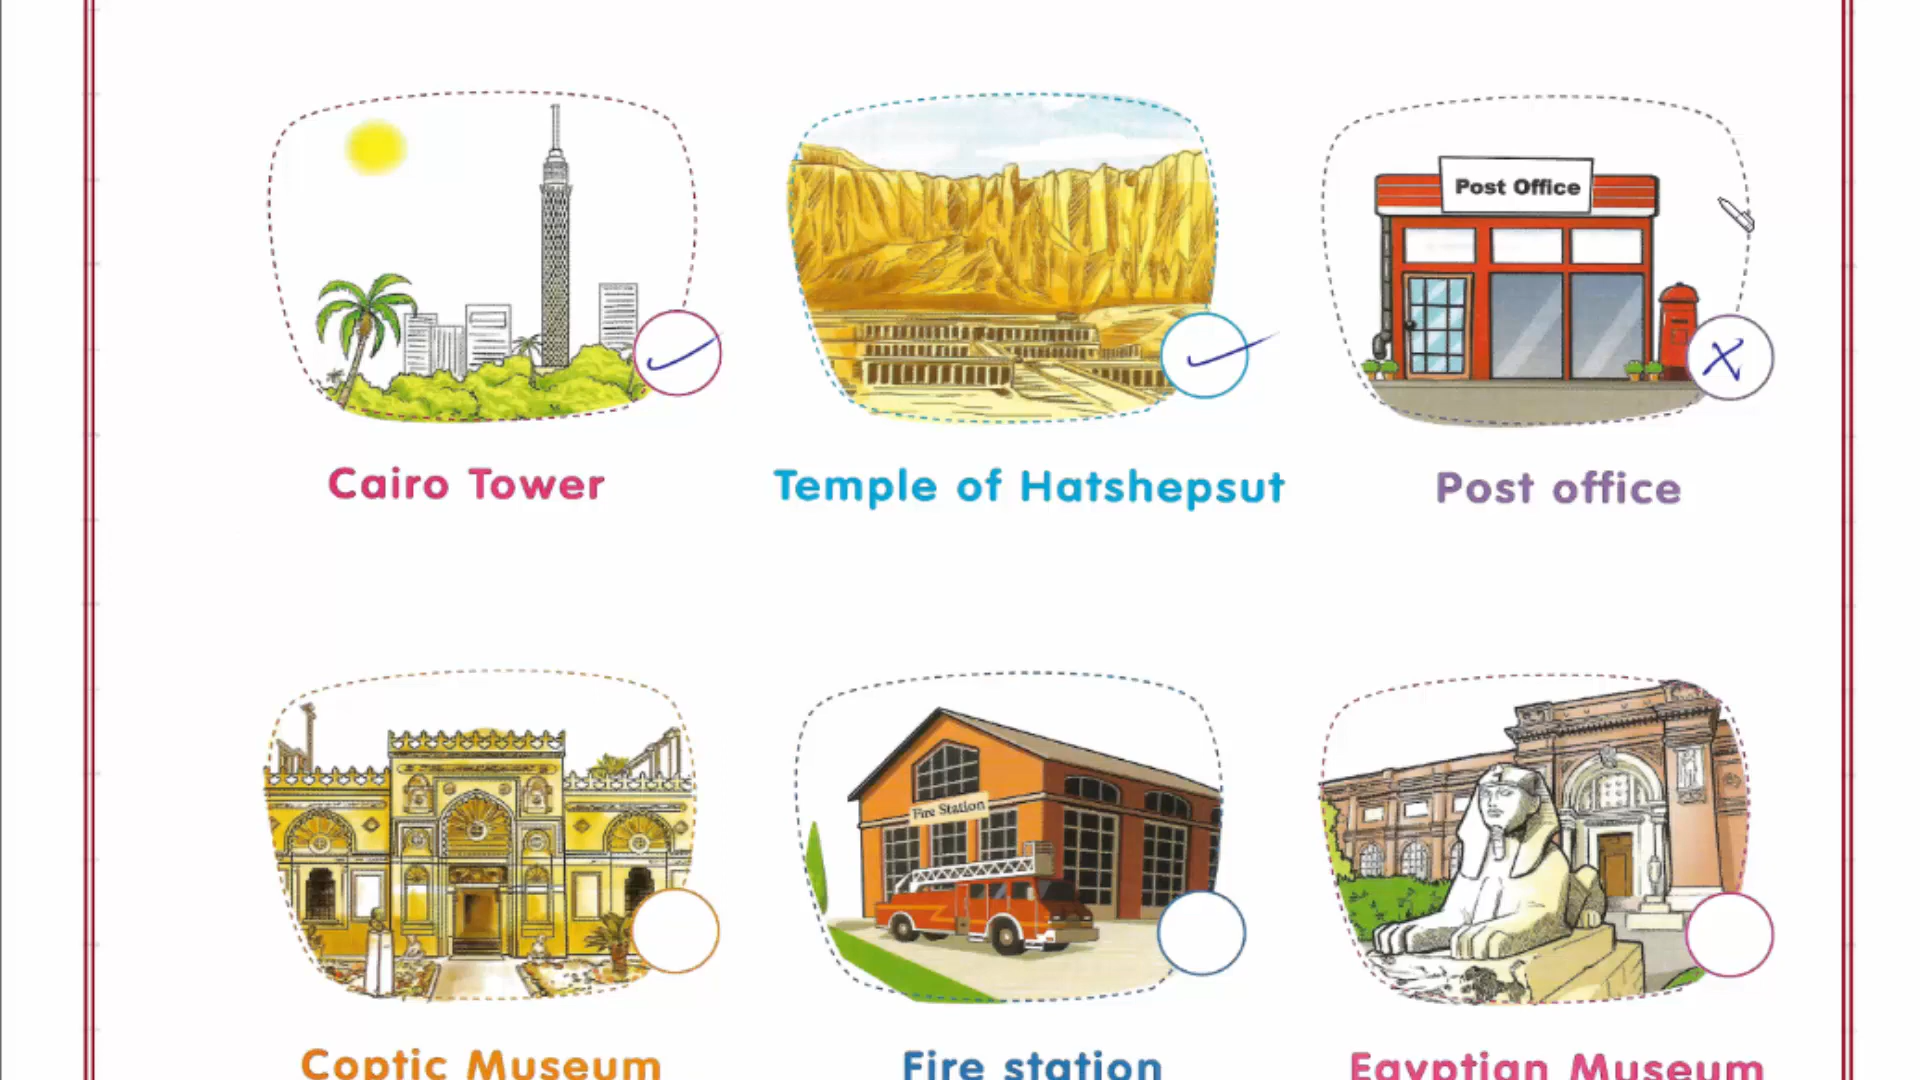 Post Office
Cairo Tower
Temple of Hatshepsut
Post office
Fire Station
Coptic Museum
Fire station
Egyptian Museum